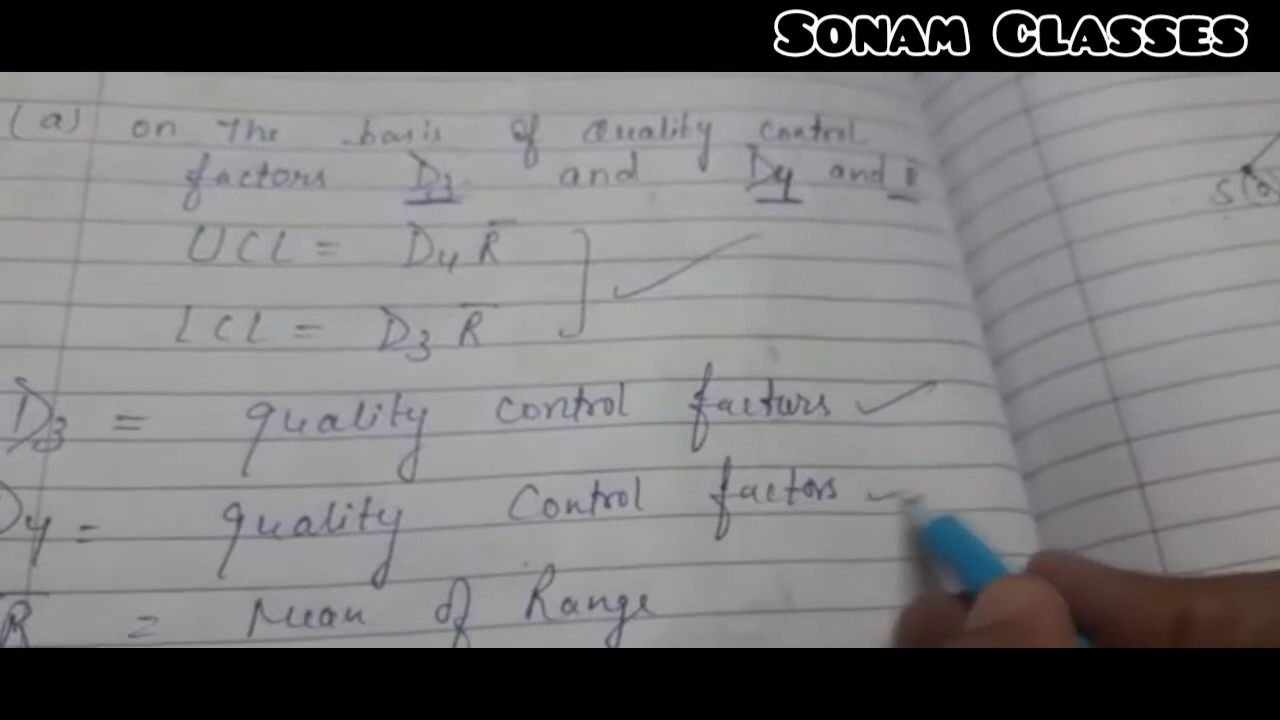 SONAM CLASSES
(a) on the basis of quality control
factors D3 and D4 and
UCL = D4 R̄
LCL = D3 R̄
D3 = quality control factors
D4 = quality Control factors
R̄ = Mean of Range